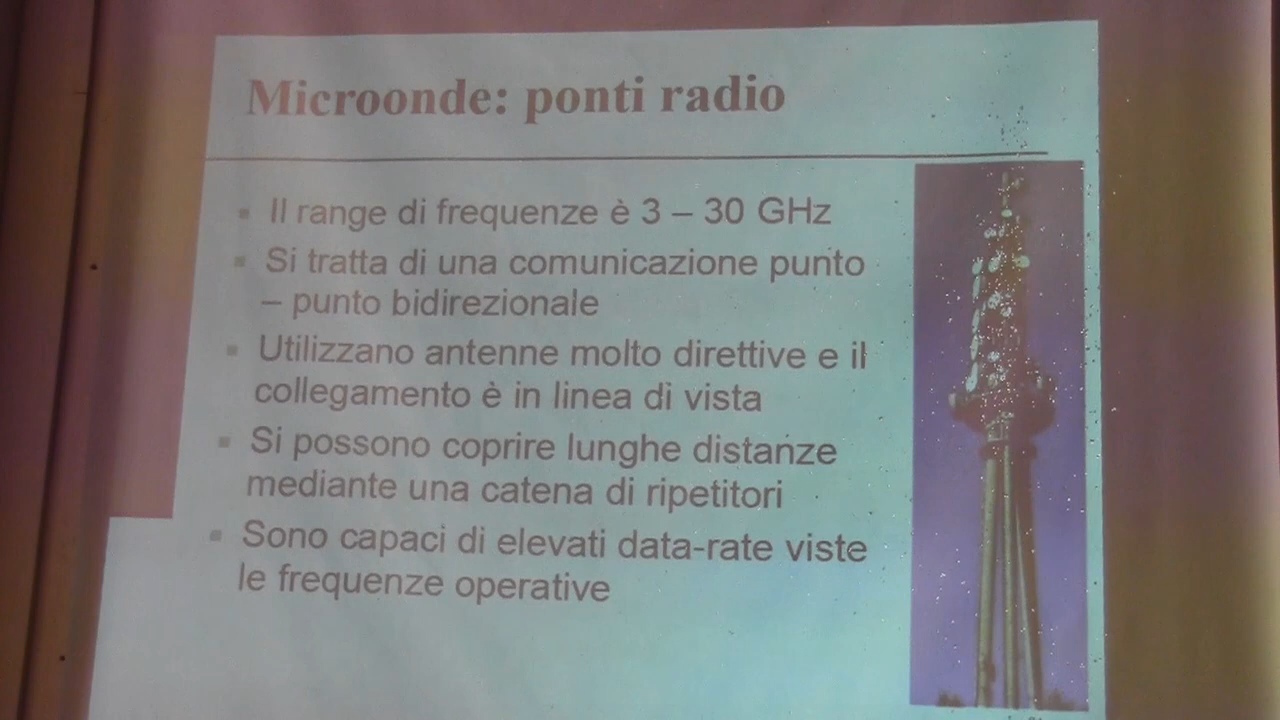 Microonde: ponti radio
Il range di frequenze è 3 – 30 GHz
Si tratta di una comunicazione punto
– punto bidirezionale
Utilizzano antenne molto direttive e il
collegamento è in linea di vista
Si possono coprire lunghe distanze
mediante una catena di ripetitori
Sono capaci di elevati data-rate viste
le frequenze operative